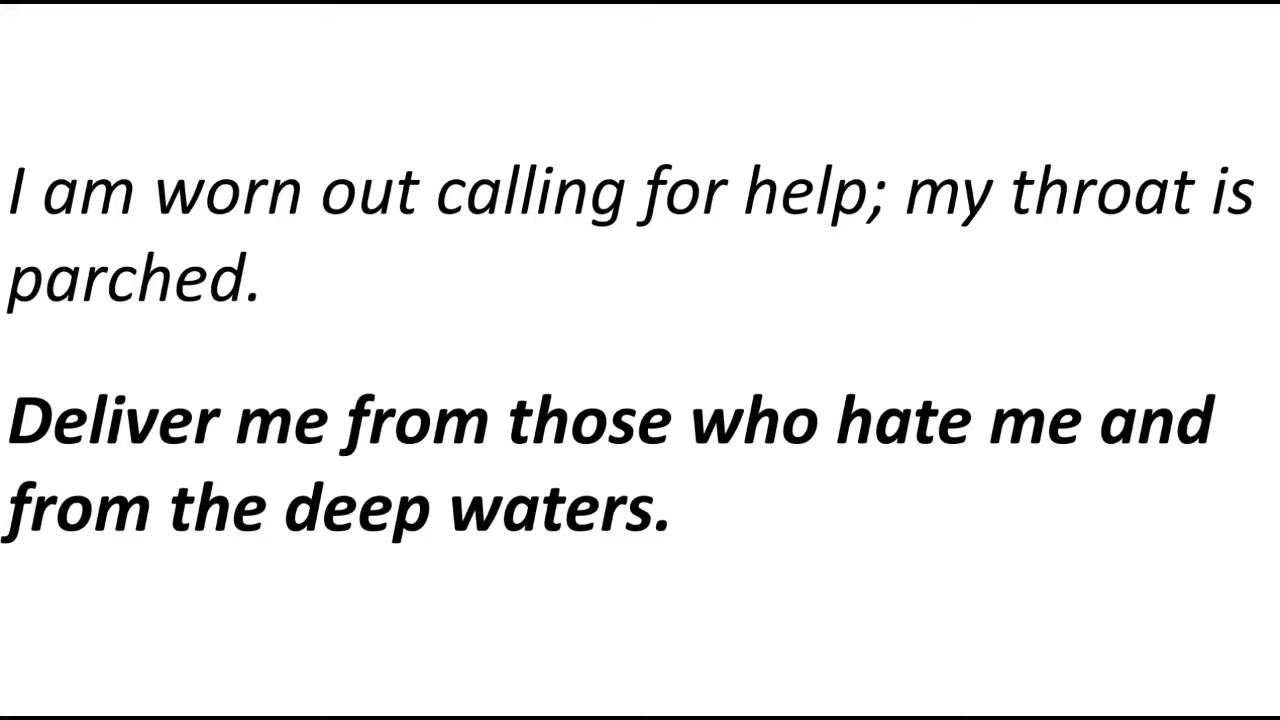 I am worn out calling for help; my throat is
parched.
Deliver me from those who hate me and
from the deep waters.